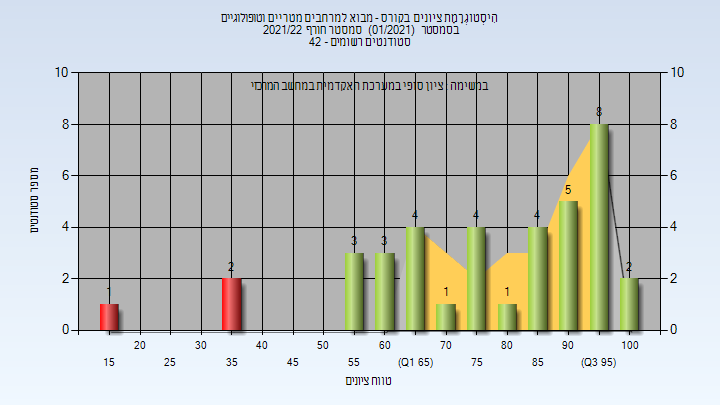 היסטוגרמת ציונים בקורס - מבוא למרחבים מטריים וטופולוגיים
בסמסטר (01/2021) סמסטר חורף 2021/22
סטודנטים רשומים - 42
במשימה: ציון סופי במערכת האקדמית במחשב המרכזי
מספר סטודנטים
10 10
8 8
6 6
4 4
2 2
0 0
1 2 3 3 4 1 4 1 4 5 8 2
20 30 40 50 60 70 80 90 100
15 25 35 45 55 (Q1 65) 75 85 (Q3 95)
טווח ציונים